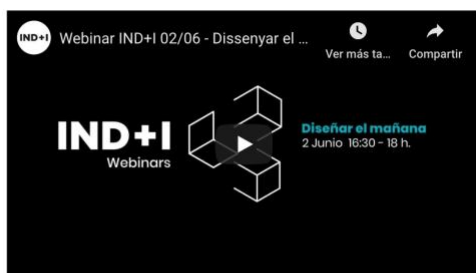 IND+I
Webinar IND+I 02/06 - Dissenyar el ...
Ver más ta...
Compartir
IND+I
Webinars
Diseñar el mañana
2 Junio 16:30 - 18 h.